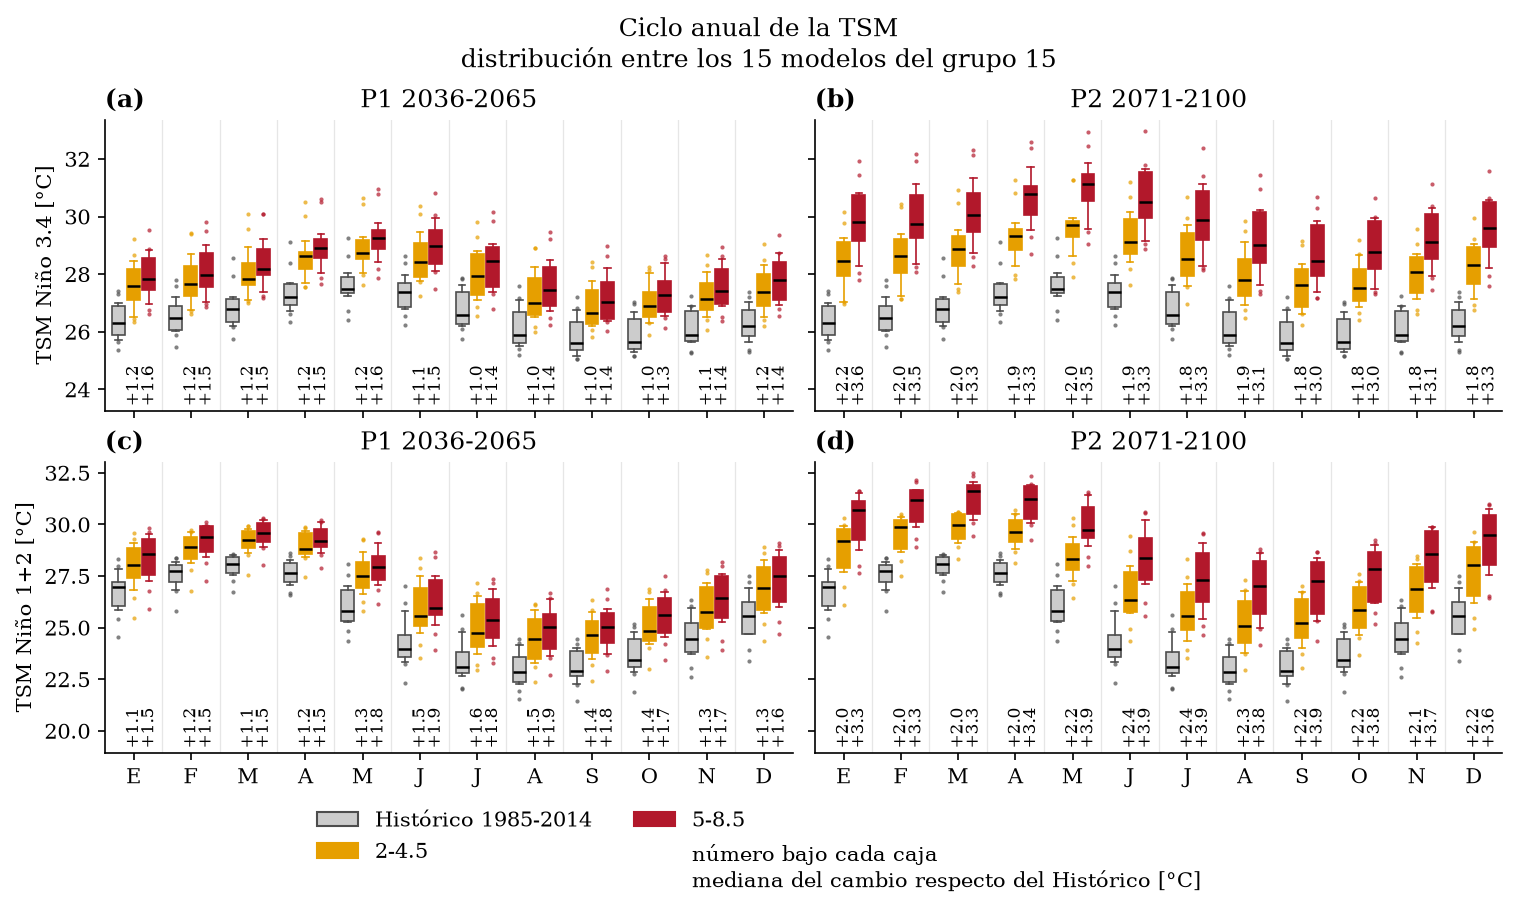 Ciclo anual de la TSM
distribución entre los 15 modelos del grupo 15
(a) P1 2036-2065
(b) P2 2071-2100
TSM Niño 3.4 [°C]
32
30
28
26
24
+1.2 +1.6 +1.2 +1.5 +1.2 +1.5 +1.2 +1.5 +1.2 +1.6 +1.1 +1.5 +1.0 +1.4 +1.0 +1.4 +1.0 +1.4 +1.0 +1.3 +1.1 +1.4 +1.2 +1.4
+2.2 +3.6 +2.0 +3.5 +2.0 +3.3 +1.9 +3.3 +2.0 +3.5 +1.9 +3.3 +1.8 +3.3 +1.9 +3.1 +1.8 +3.0 +1.8 +3.0 +1.8 +3.1 +1.8 +3.3
(c) P1 2036-2065
(d) P2 2071-2100
TSM Niño 1+2 [°C]
32.5
30.0
27.5
25.0
22.5
20.0
+1.1 +1.5 +1.2 +1.5 +1.1 +1.5 +1.2 +1.5 +1.3 +1.8 +1.5 +1.9 +1.6 +1.8 +1.5 +1.9 +1.4 +1.8 +1.4 +1.7 +1.3 +1.7 +1.3 +1.6
+2.0 +3.3 +2.0 +3.3 +2.0 +3.3 +2.0 +3.4 +2.2 +3.9 +2.4 +3.9 +2.4 +3.9 +2.3 +3.8 +2.2 +3.9 +2.2 +3.8 +2.1 +3.7 +2.2 +3.6
E F M A M J J A S O N D
E F M A M J J A S O N D
Histórico 1985-2014
2-4.5
5-8.5
número bajo cada caja
mediana del cambio respecto del Histórico [°C]